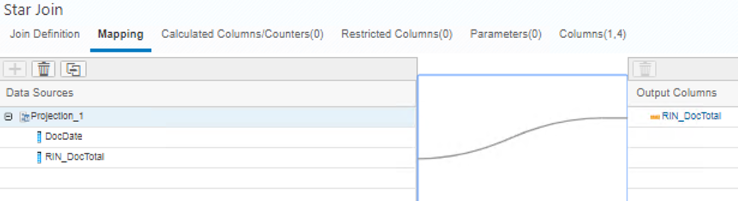 Star Join
Join Definition Mapping Calculated Columns/Counters(0) Restricted Columns(0) Parameters(0) Columns(1,4)
Data Sources Output Columns
Projection_1 RIN_DocTotal
DocDate
RIN_DocTotal